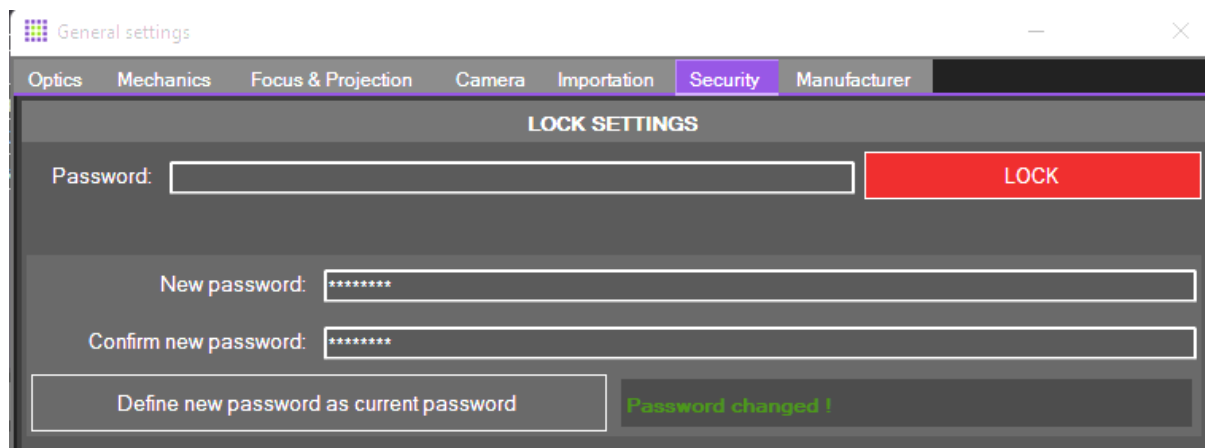 General settings
Optics Mechanics Focus & Projection Camera Importation Security Manufacturer
LOCK SETTINGS
Password: LOCK
New password: ********
Confirm new password: ********
Define new password as current password Password changed !